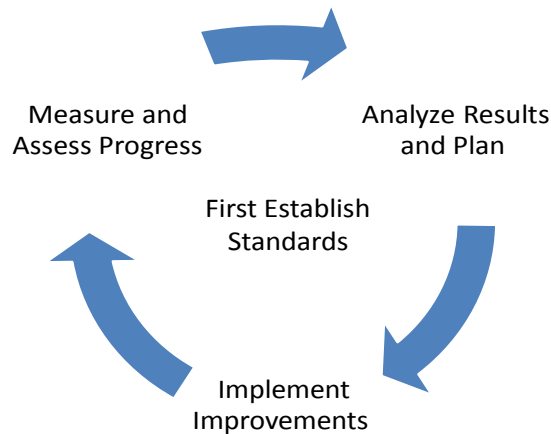 Measure and
Assess Progress
Analyze Results
and Plan
First Establish
Standards
Implement
Improvements